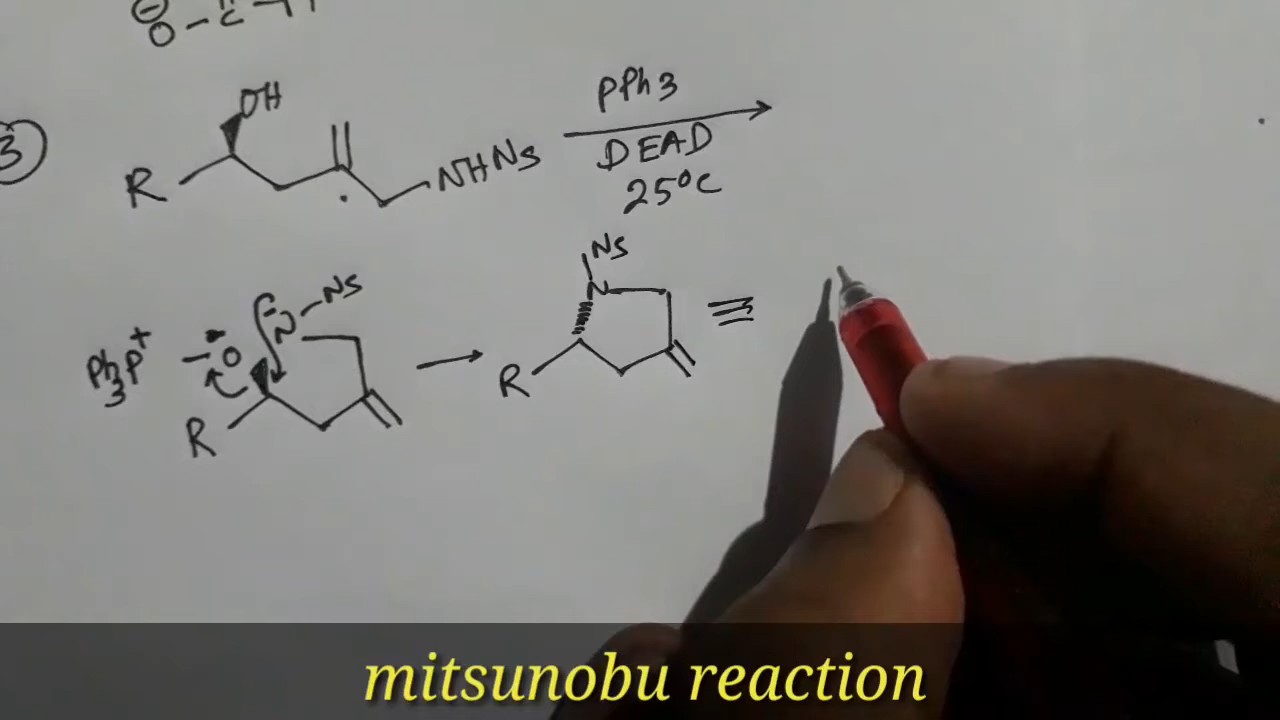 ⊖
O - C
3
OH
R
NHNs
PPh3
DEAD
25°C
Ph3P+
- O
N - Ns
R
Ns
N
R
mitsunobu reaction